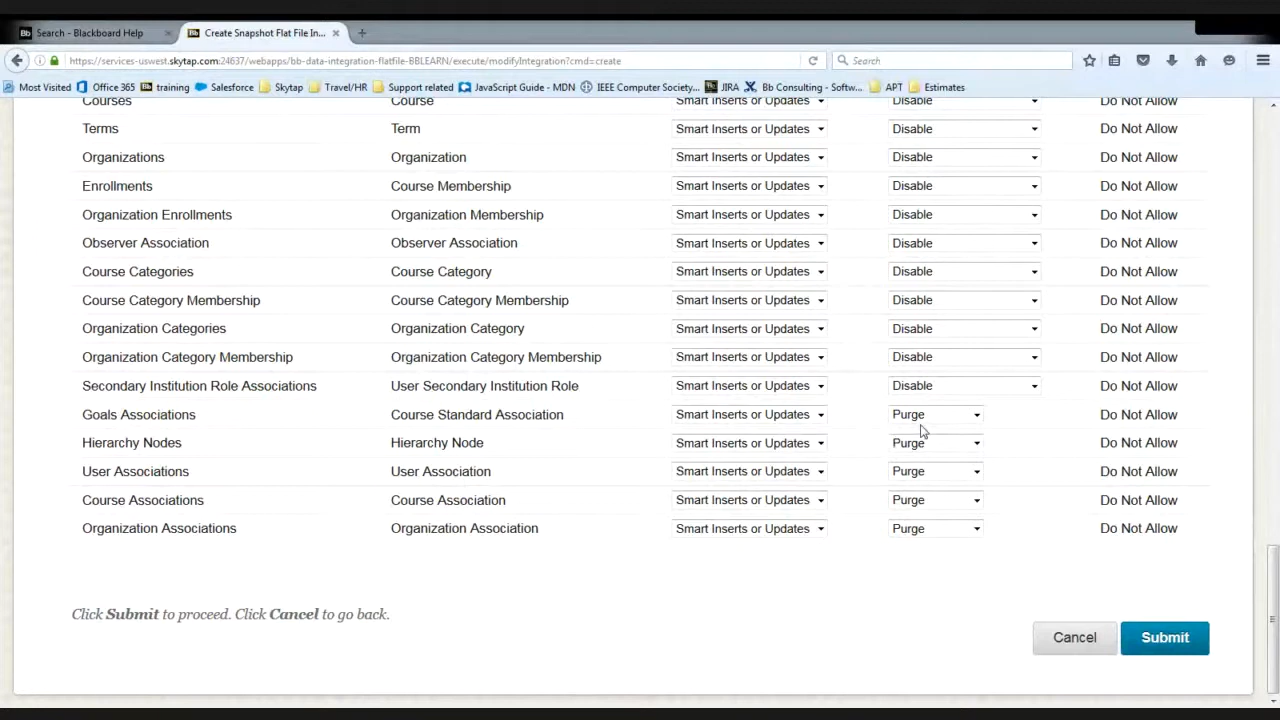 Bb Search - Blackboard Help × Bb Create Snapshot Flat File In... × +
https://services-uswest.skytap.com:24637/webapps/bb-data-integration-flatfile-BBLEARN/execute/modifyIntegration?cmd=create Search
Most Visited Office 365 Bb training Salesforce Skytap Travel/HR Support related JavaScript Guide - MDN IEEE Computer Society,... JIRA Bb Consulting - Softw... APT Estimates
Courses Course Smart Inserts or Updates Disable Do Not Allow
Terms Term Smart Inserts or Updates Disable Do Not Allow
Organizations Organization Smart Inserts or Updates Disable Do Not Allow
Enrollments Course Membership Smart Inserts or Updates Disable Do Not Allow
Organization Enrollments Organization Membership Smart Inserts or Updates Disable Do Not Allow
Observer Association Observer Association Smart Inserts or Updates Disable Do Not Allow
Course Categories Course Category Smart Inserts or Updates Disable Do Not Allow
Course Category Membership Course Category Membership Smart Inserts or Updates Disable Do Not Allow
Organization Categories Organization Category Smart Inserts or Updates Disable Do Not Allow
Organization Category Membership Organization Category Membership Smart Inserts or Updates Disable Do Not Allow
Secondary Institution Role Associations User Secondary Institution Role Smart Inserts or Updates Disable Do Not Allow
Goals Associations Course Standard Association Smart Inserts or Updates Purge Do Not Allow
Hierarchy Nodes Hierarchy Node Smart Inserts or Updates Purge Do Not Allow
User Associations User Association Smart Inserts or Updates Purge Do Not Allow
Course Associations Course Association Smart Inserts or Updates Purge Do Not Allow
Organization Associations Organization Association Smart Inserts or Updates Purge Do Not Allow
Click Submit to proceed. Click Cancel to go back.
Cancel Submit